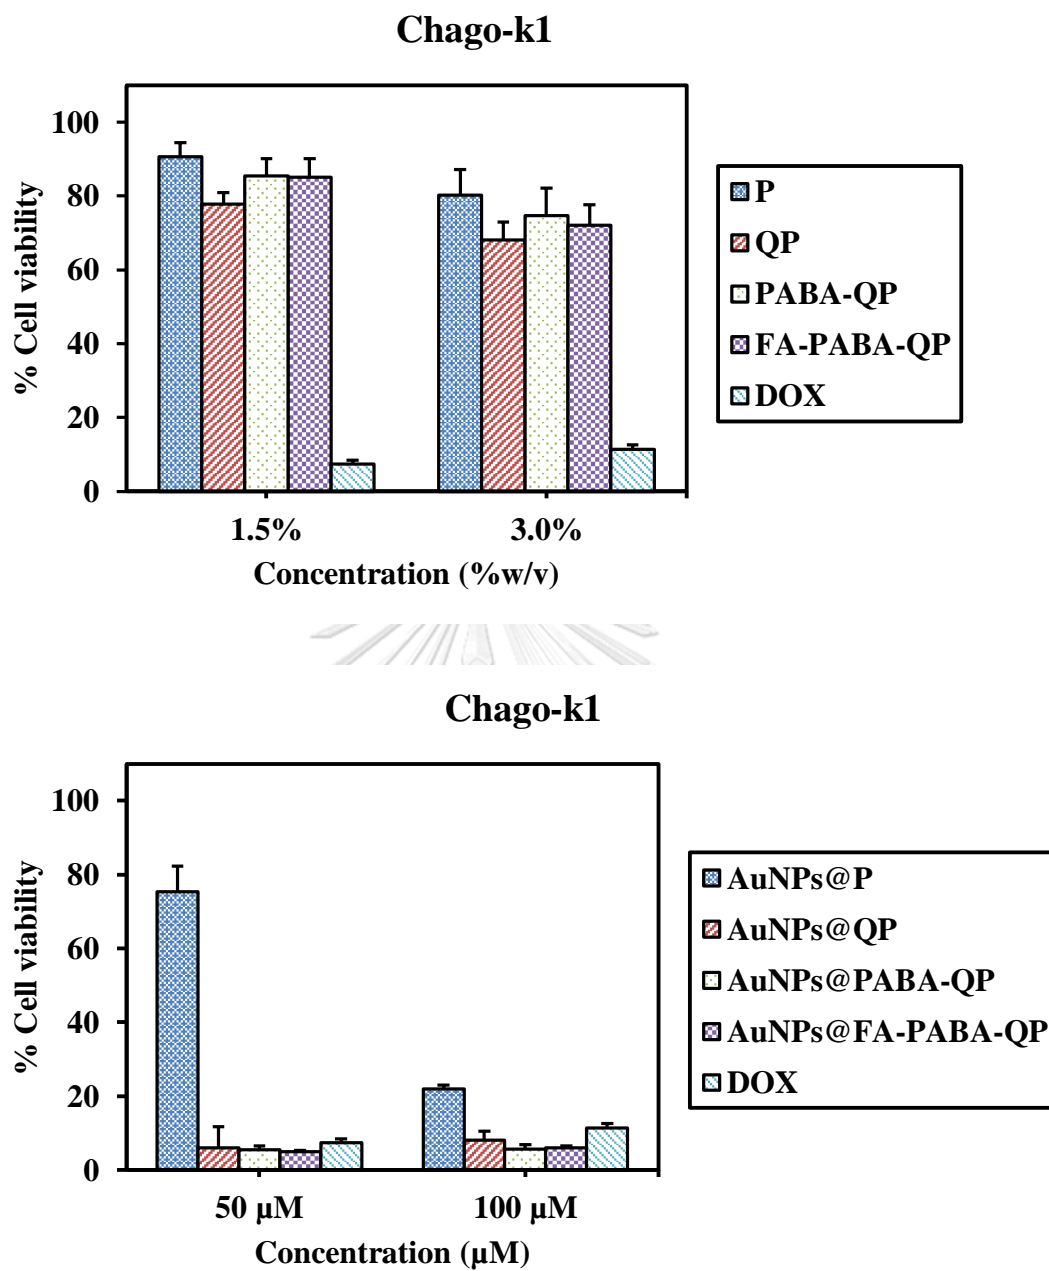 Chago-k1
% Cell viability
100
80
60
40
20
0
1.5%
3.0%
Concentration (%w/v)
P
QP
PABA-QP
FA-PABA-QP
DOX
Chago-k1
% Cell viability
100
80
60
40
20
0
50 µM
100 µM
Concentration (µM)
AuNPs@P
AuNPs@QP
AuNPs@PABA-QP
AuNPs@FA-PABA-QP
DOX